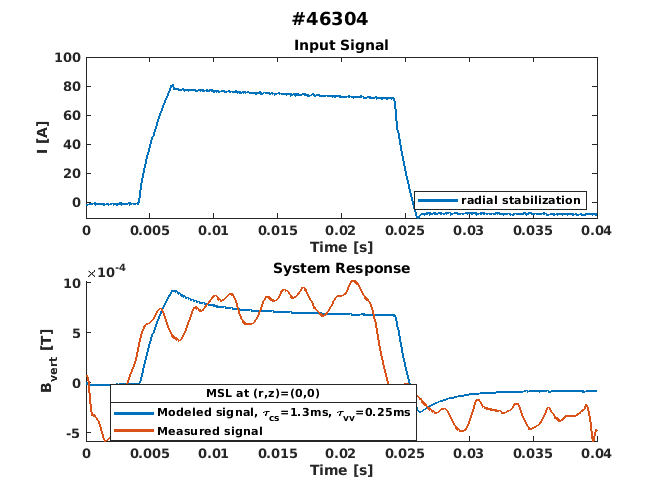 #46304
Input Signal
100
80
60
40
20
0
I [A]
radial stabilization
0 0.005 0.01 0.015 0.02 0.025 0.03 0.035 0.04
Time [s]
System Response
×10⁻⁴
10
5
0
-5
B_vert [T]
MSL at (r,z)=(0,0)
Modeled signal, τ_cs=1.3ms, τ_vv=0.25ms
Measured signal
0 0.005 0.01 0.015 0.02 0.025 0.03 0.035 0.04
Time [s]